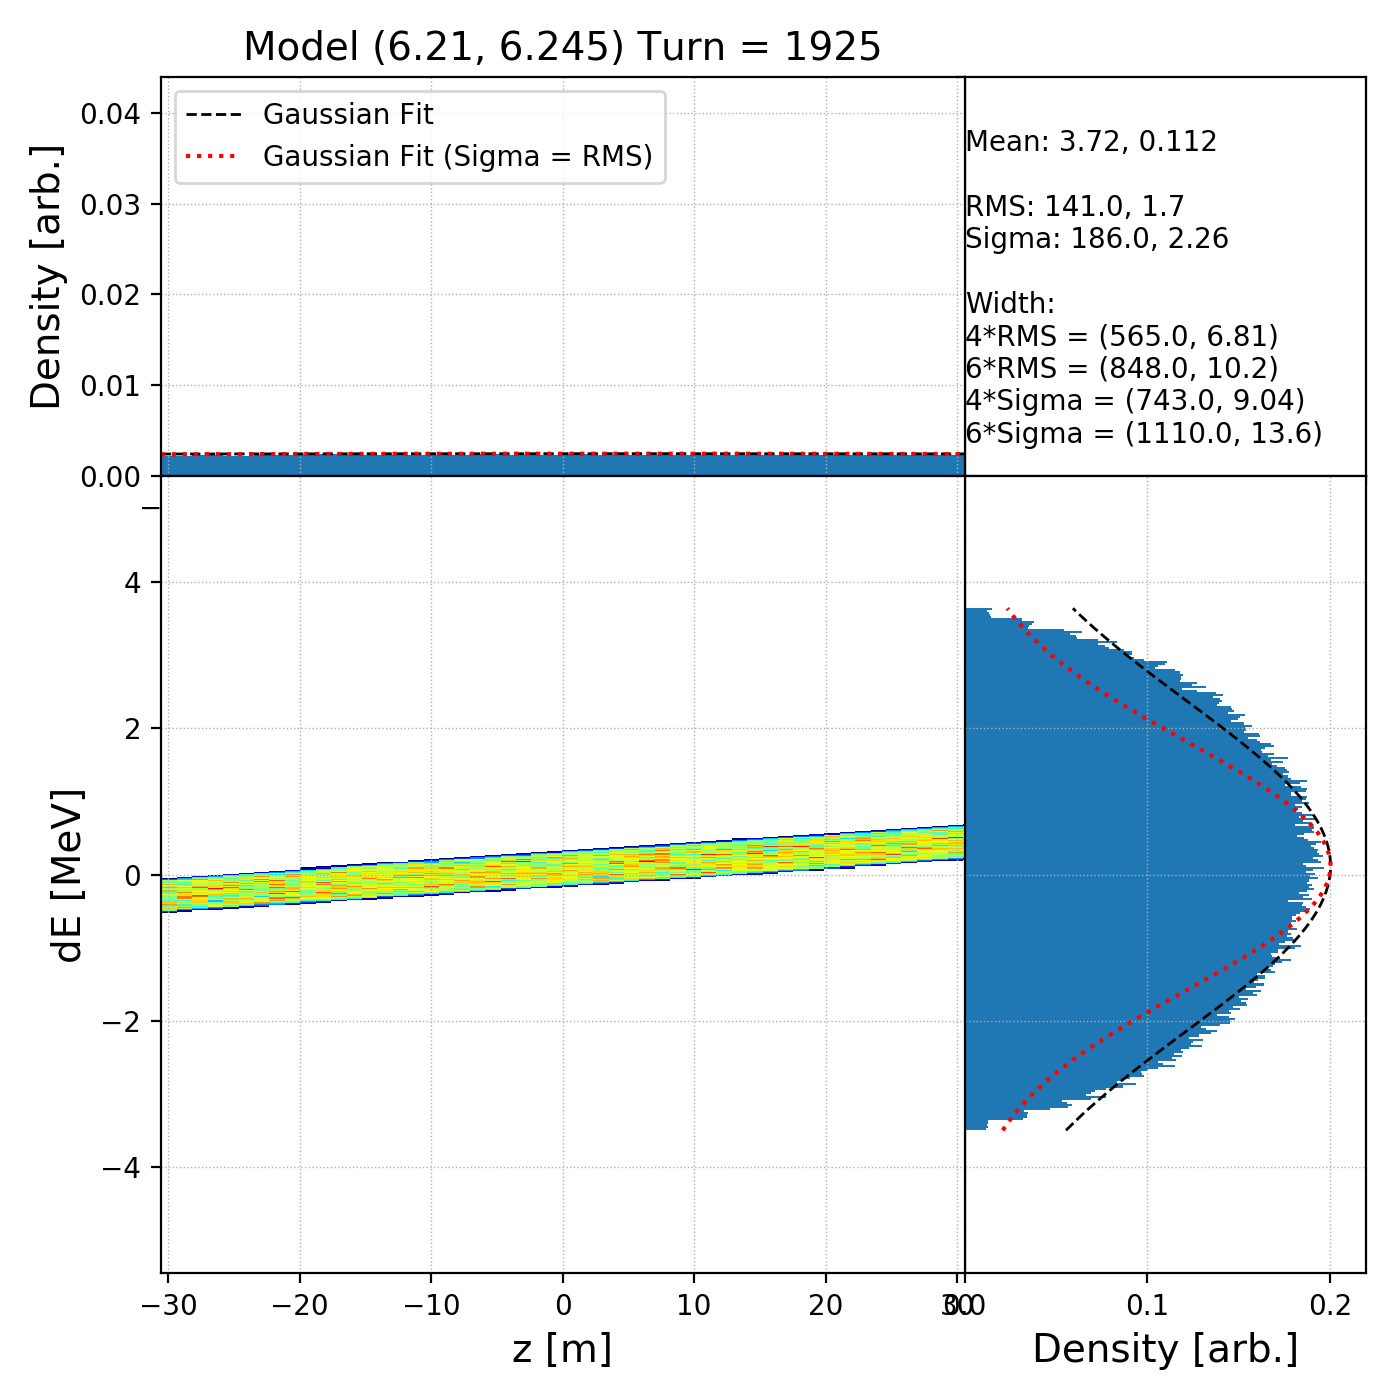 Model (6.21, 6.245) Turn = 1925
Gaussian Fit
Gaussian Fit (Sigma = RMS)
Density [arb.]
0.04
0.03
0.02
0.01
0.00
Mean: 3.72, 0.112
RMS: 141.0, 1.7
Sigma: 186.0, 2.26
Width:
4*RMS = (565.0, 6.81)
6*RMS = (848.0, 10.2)
4*Sigma = (743.0, 9.04)
6*Sigma = (1110.0, 13.6)
dE [MeV]
4
2
0
−2
−4
−30 −20 −10 0 10 20 30
z [m]
0.0 0.1 0.2
Density [arb.]